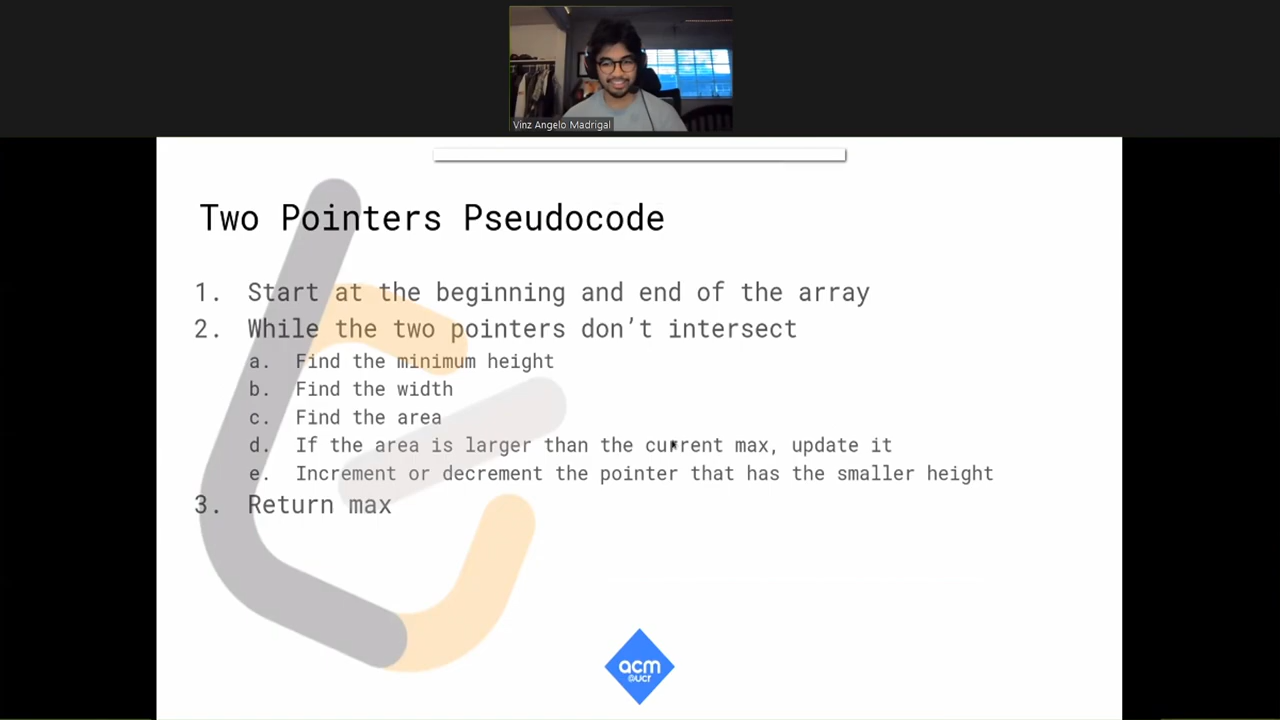 Vinz Angelo Madrigal
Two Pointers Pseudocode
1. Start at the beginning and end of the array
2. While the two pointers don’t intersect
a. Find the minimum height
b. Find the width
c. Find the area
d. If the area is larger than the current max, update it
e. Increment or decrement the pointer that has the smaller height
3. Return max
acm
@UCR